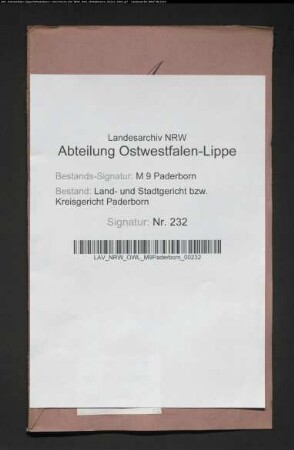 Landesarchiv NRW
Abteilung Ostwestfalen-Lippe
Bestands-Signatur: M 9 Paderborn
Bestand: Land- und Stadtgericht bzw.
Kreisgericht Paderborn
Signatur: Nr. 232
LAV_NRW_OWL_M9Paderborn_00232